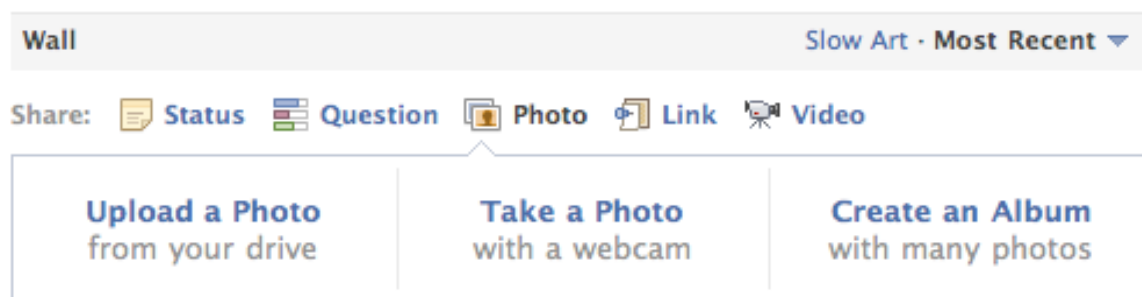 Wall Slow Art · Most Recent
Share: Status Question Photo Link Video
Upload a Photo Take a Photo Create an Album
from your drive with a webcam with many photos